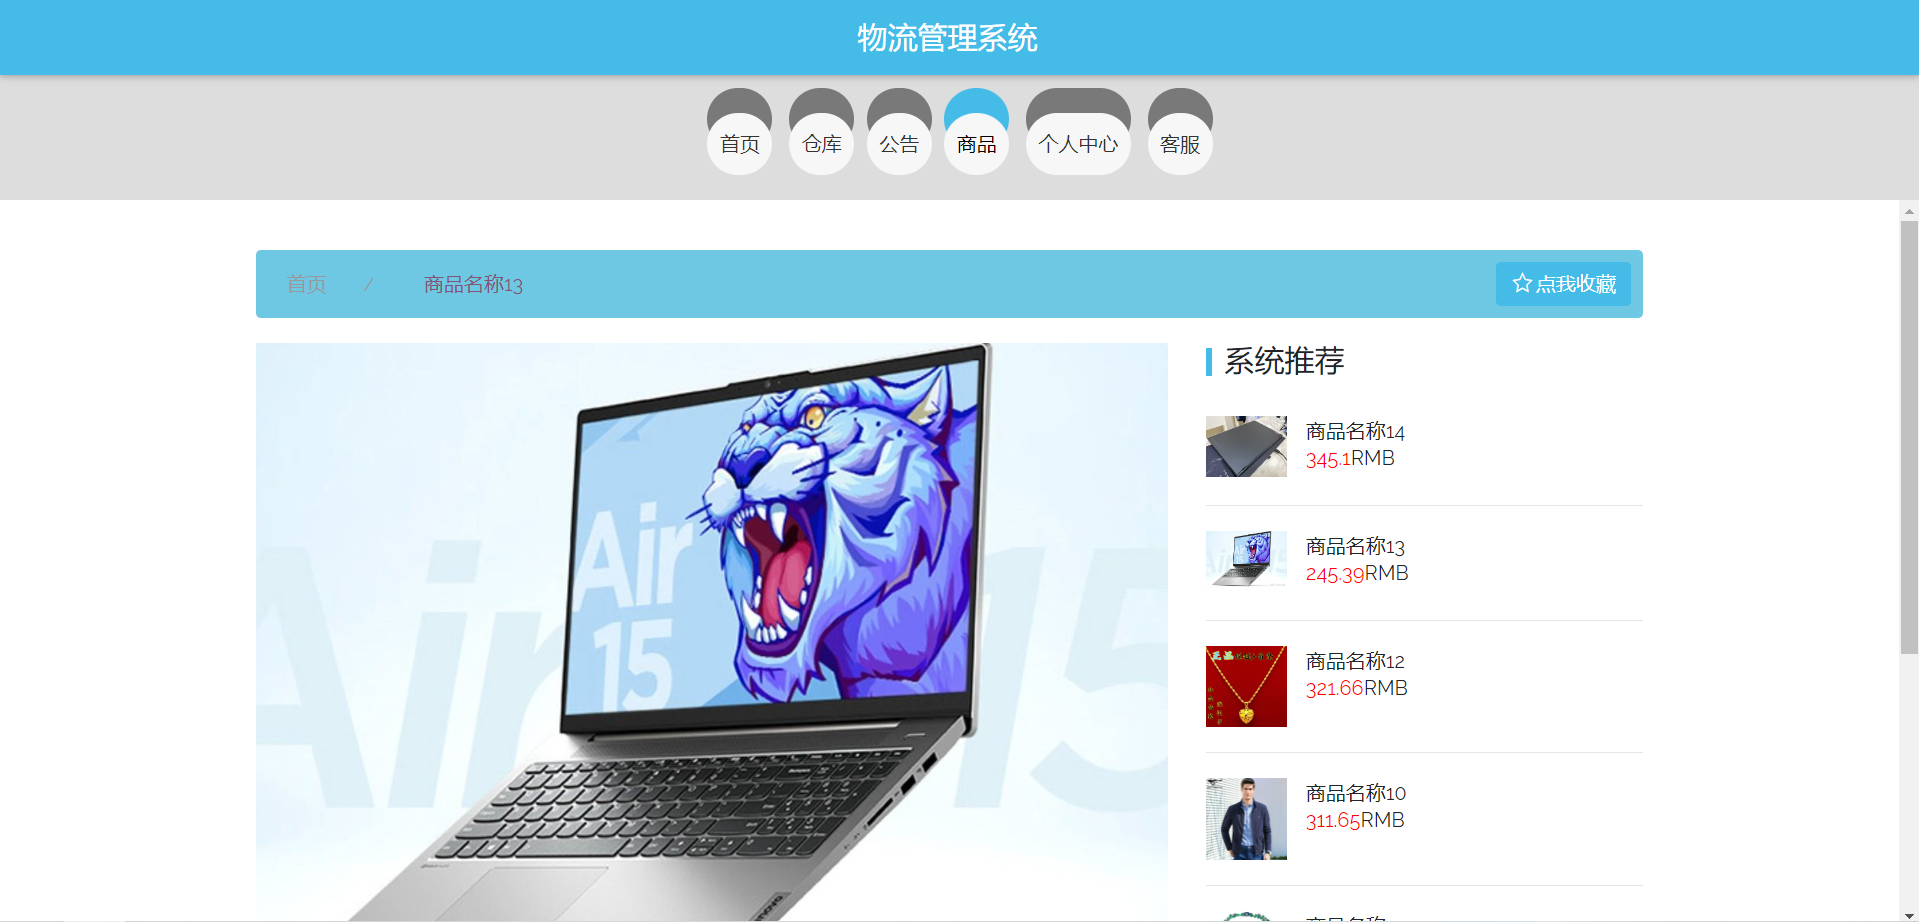 物流管理系统
首页
仓库
公告
商品
个人中心
客服
首页 / 商品名称13
点我收藏
Air 15
Air
15
系统推荐
商品名称14
345.1RMB
商品名称13
245.39RMB
商品名称12
321.66RMB
商品名称10
311.65RMB